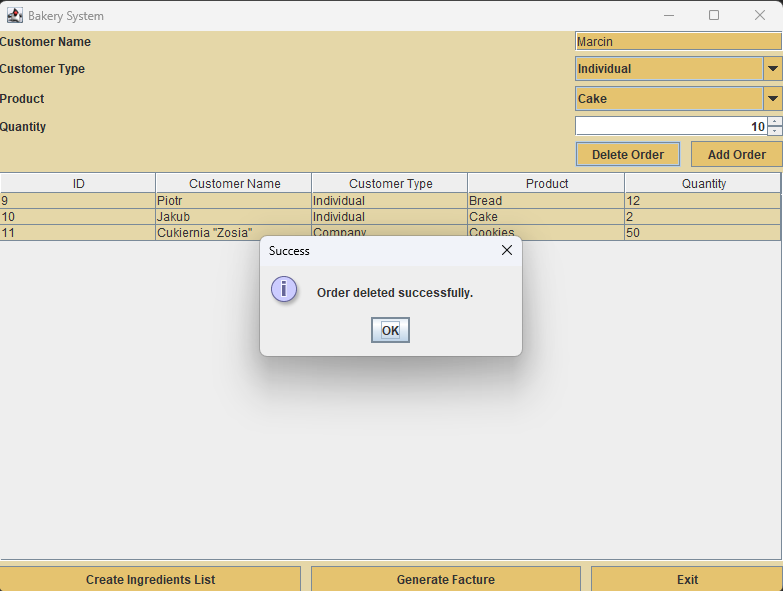 Bakery System
Customer Name Marcin
Customer Type Individual
Product Cake
Quantity 10
Delete Order Add Order
ID Customer Name Customer Type Product Quantity
9 Piotr Individual Bread 12
10 Jakub Individual Cake 2
11 Cukiernia "Zosia" Company Cookies 50
Success
i Order deleted successfully.
OK
Create Ingredients List Generate Facture Exit